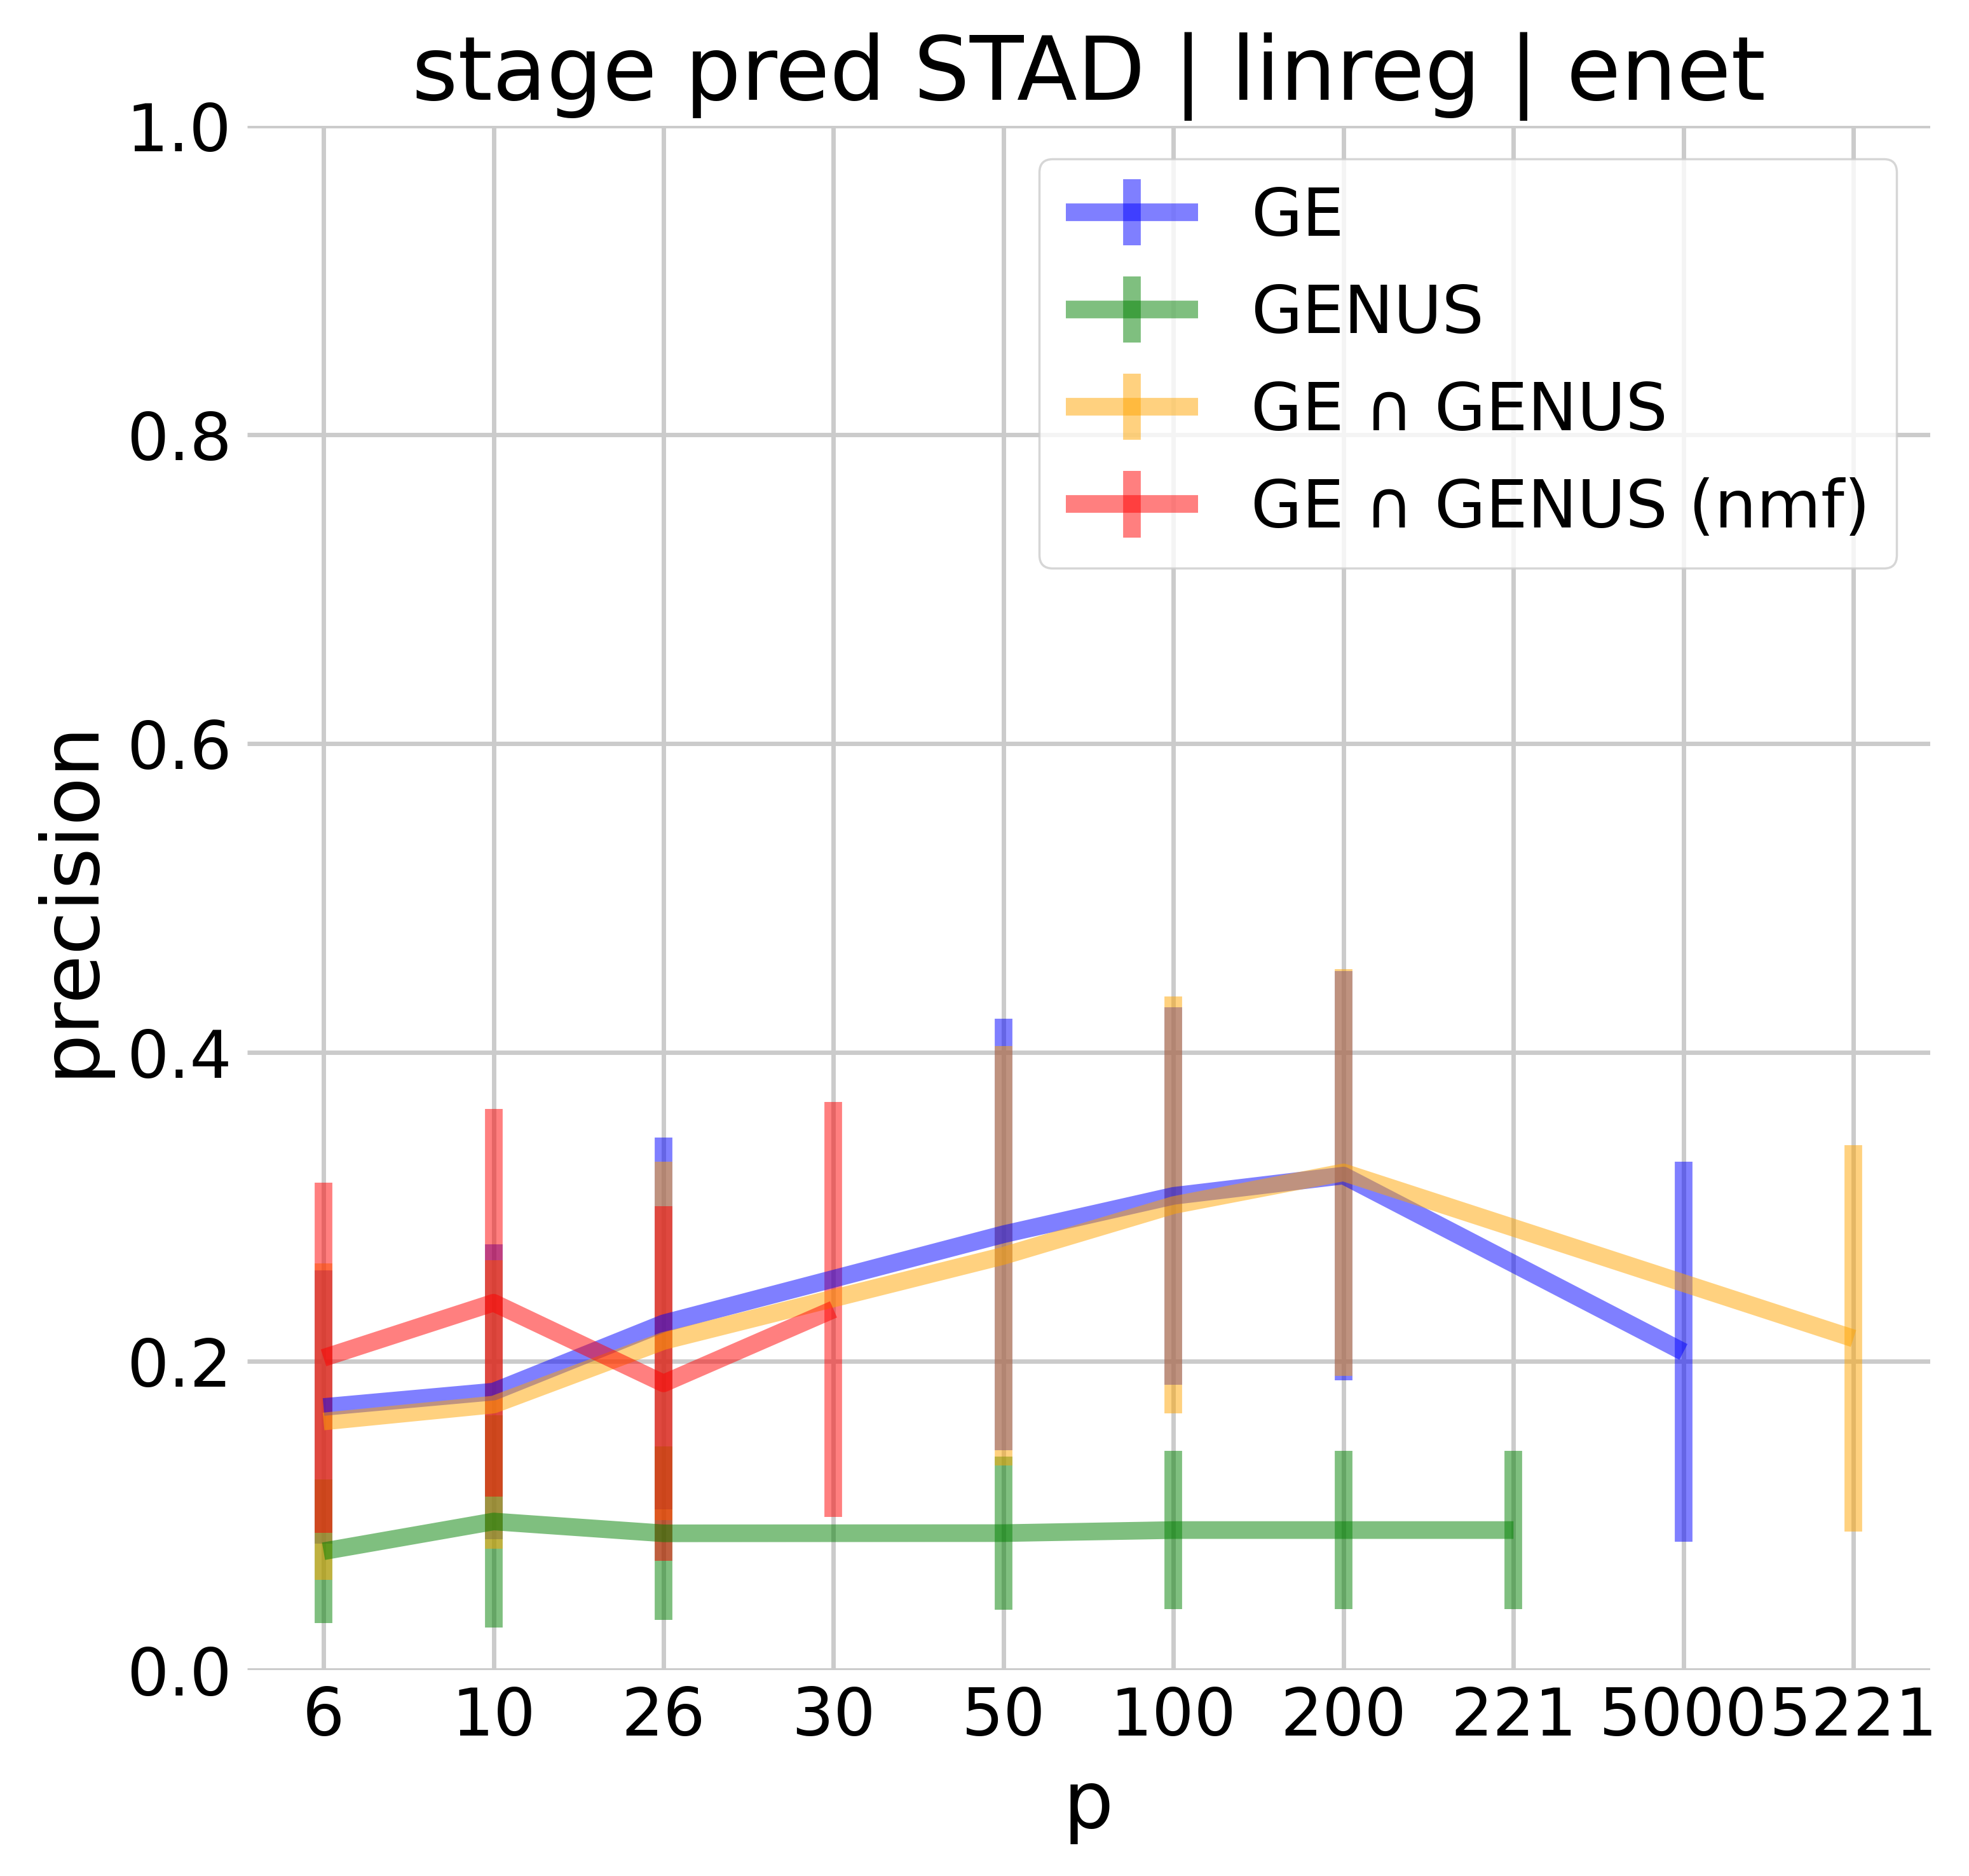 stage pred STAD | linreg | enet
1.0
0.8
0.6
0.4
0.2
0.0
precision
GE
GENUS
GE ∩ GENUS
GE ∩ GENUS (nmf)
6 10 26 30 50 100 200 221 5000 5221
p